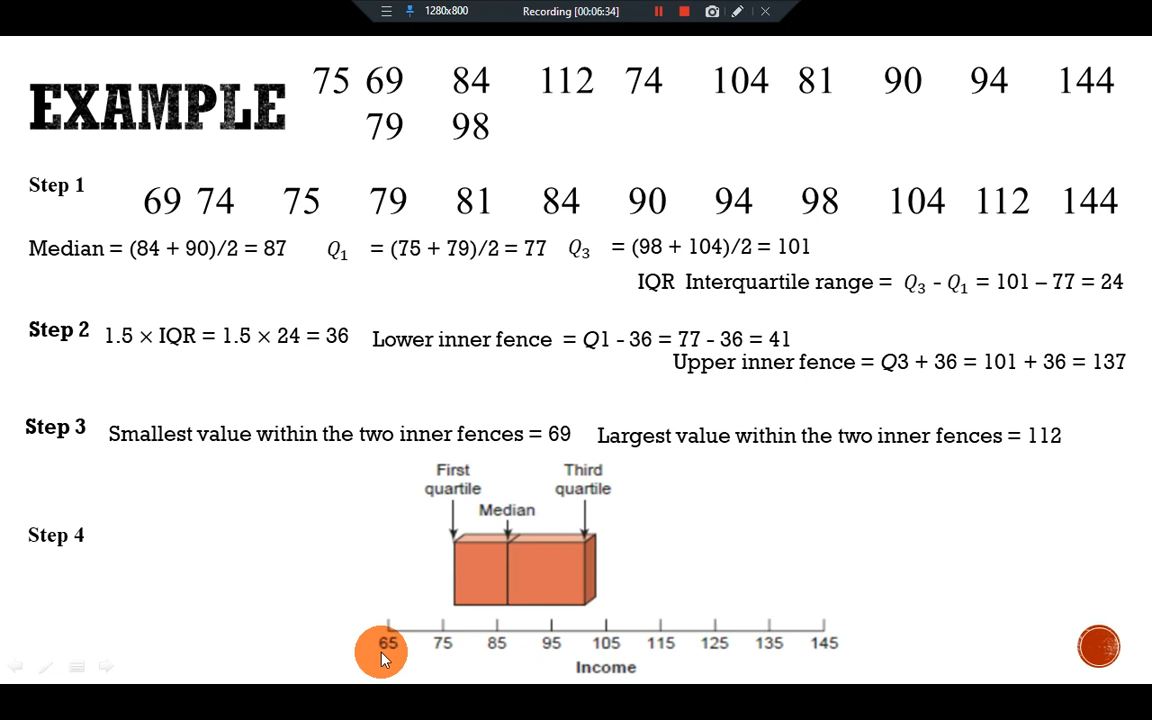 1280x800 Recording [00:06:34]
EXAMPLE
75 69 84 112 74 104 81 90 94 144
79 98
Step 1
69 74 75 79 81 84 90 94 98 104 112 144
Median = (84 + 90)/2 = 87 Q₁ = (75 + 79)/2 = 77 Q₃ = (98 + 104)/2 = 101
IQR Interquartile range = Q₃ - Q₁ = 101 – 77 = 24
Step 2 1.5 × IQR = 1.5 × 24 = 36 Lower inner fence = Q1 - 36 = 77 - 36 = 41
Upper inner fence = Q3 + 36 = 101 + 36 = 137
Step 3 Smallest value within the two inner fences = 69 Largest value within the two inner fences = 112
First quartile
Third quartile
Median
Step 4
65 75 85 95 105 115 125 135 145
Income